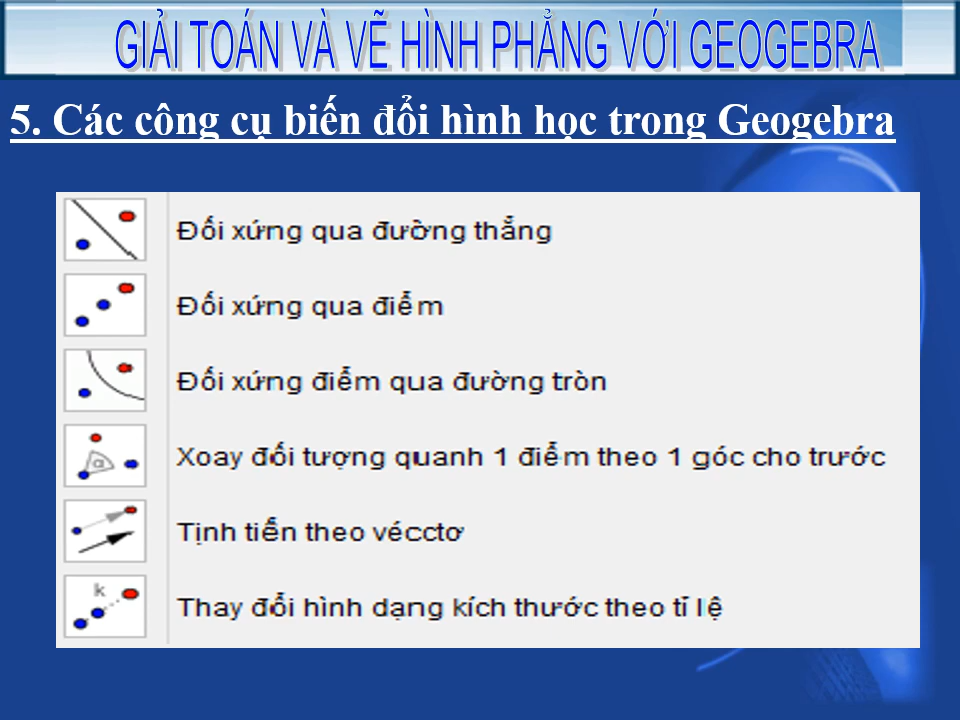 GIẢI TOÁN VÀ VẼ HÌNH PHẲNG VỚI GEOGEBRA
5. Các công cụ biến đổi hình học trong Geogebra
Đối xứng qua đường thẳng
Đối xứng qua điểm
Đối xứng điểm qua đường tròn
α
Xoay đối tượng quanh 1 điểm theo 1 góc cho trước
Tịnh tiến theo vécctơ
k
Thay đổi hình dạng kích thước theo tỉ lệ